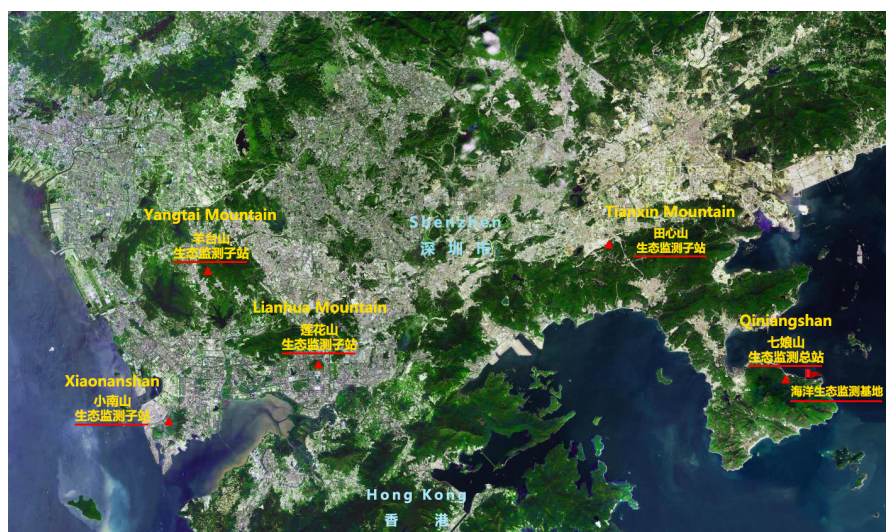 Yangtai Mountain
羊台山
生态监测子站
Shenzhen
深圳市
Tianxin Mountain
田心山
生态监测子站
Lianhua Mountain
莲花山
生态监测子站
Qiniangshan
七娘山
生态监测总站
海洋生态监测基地
Xiaonanshan
小南山
生态监测子站
Hong Kong
香 港